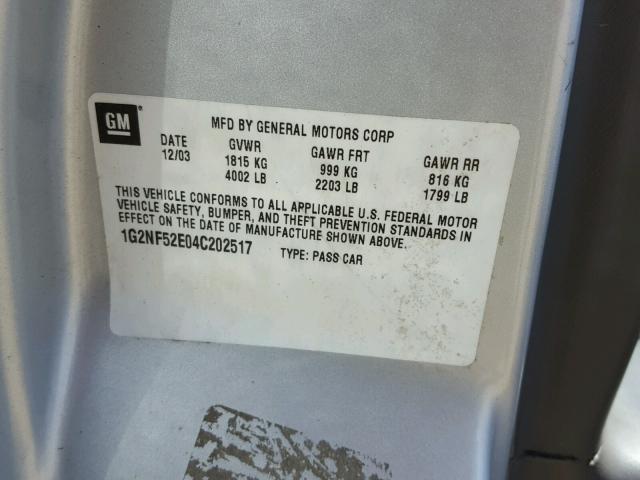 GM
MFD BY GENERAL MOTORS CORP
DATE GVWR GAWR FRT GAWR RR
12/03 1815 KG 999 KG 816 KG
4002 LB 2203 LB 1799 LB
THIS VEHICLE CONFORMS TO ALL APPLICABLE U.S. FEDERAL MOTOR
VEHICLE SAFETY, BUMPER, AND THEFT PREVENTION STANDARDS IN
EFFECT ON THE DATE OF MANUFACTURE SHOWN ABOVE.
1G2NF52E04C202517 TYPE: PASS CAR